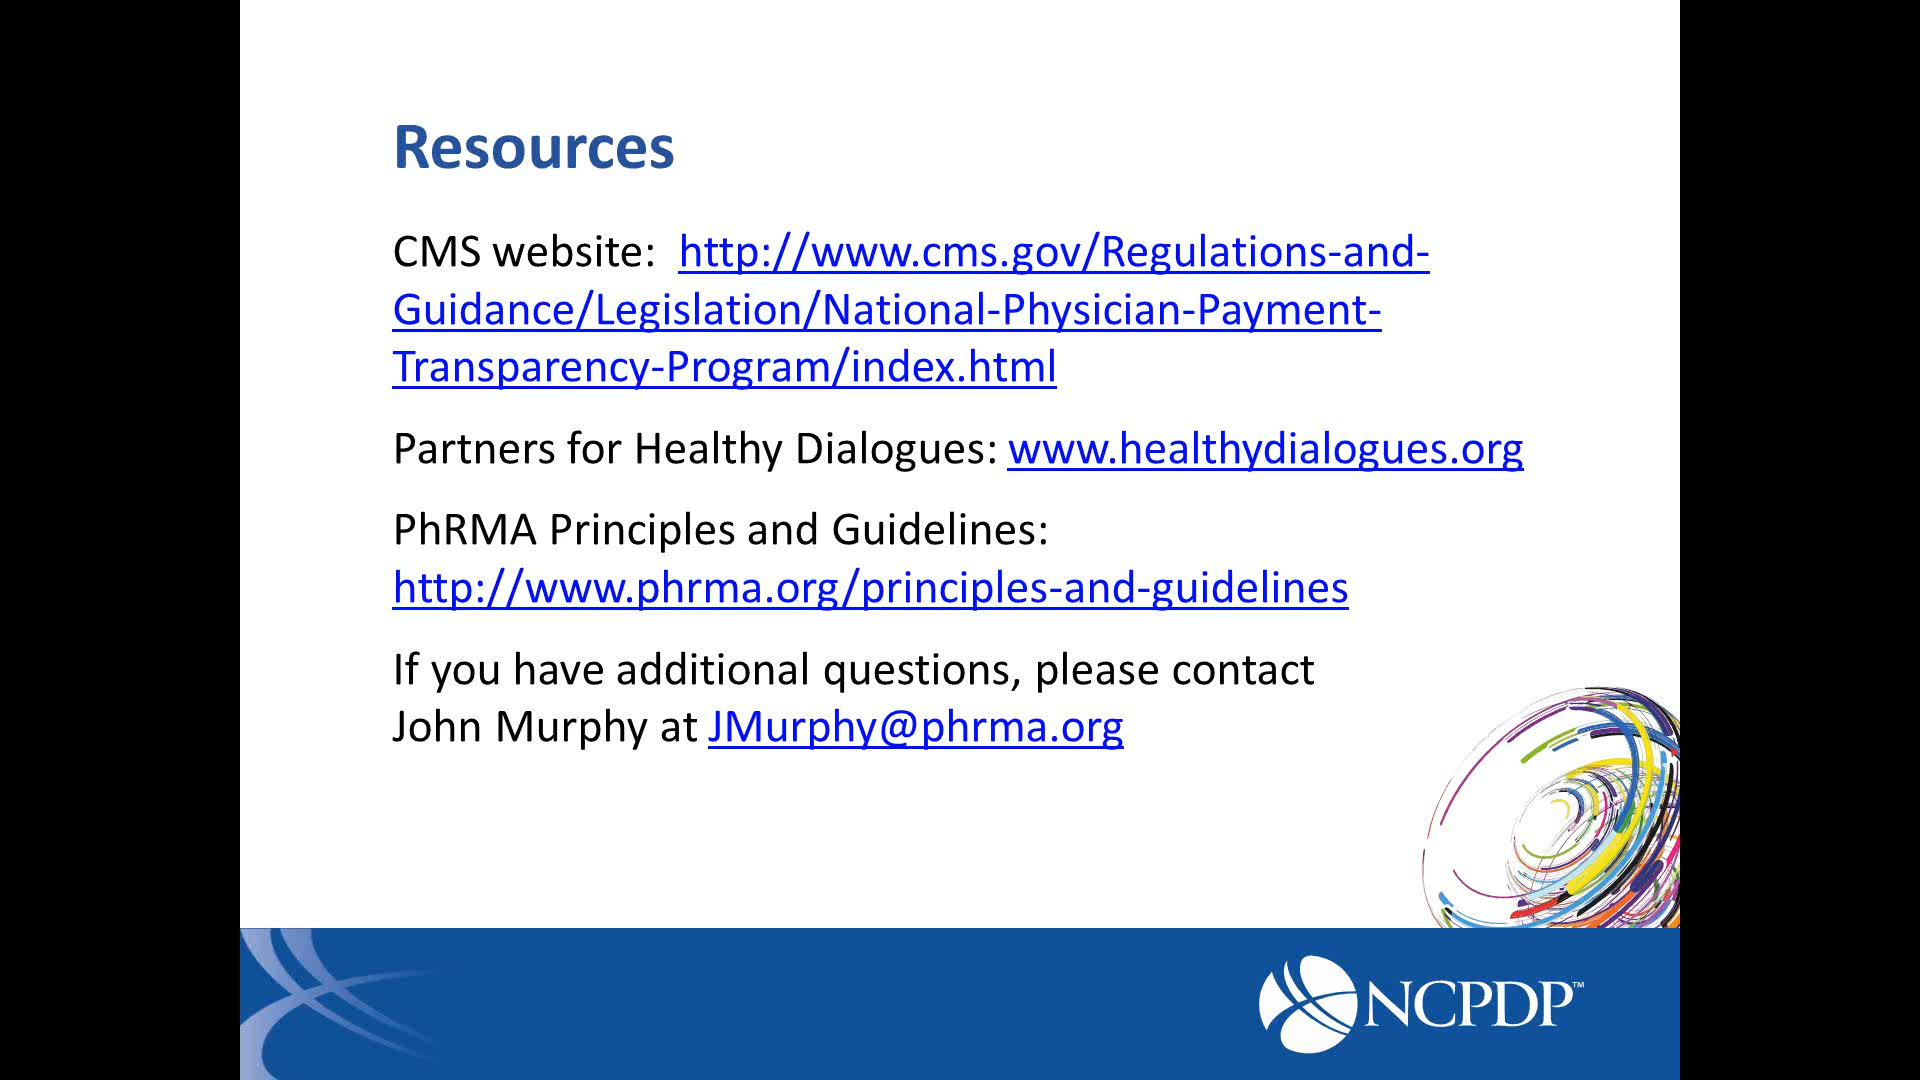 Resources
CMS website:  http://www.cms.gov/Regulations-and-
Guidance/Legislation/National-Physician-Payment-
Transparency-Program/index.html
Partners for Healthy Dialogues: www.healthydialogues.org
PhRMA Principles and Guidelines:
http://www.phrma.org/principles-and-guidelines
If you have additional questions, please contact
John Murphy at JMurphy@phrma.org
NCPDP™